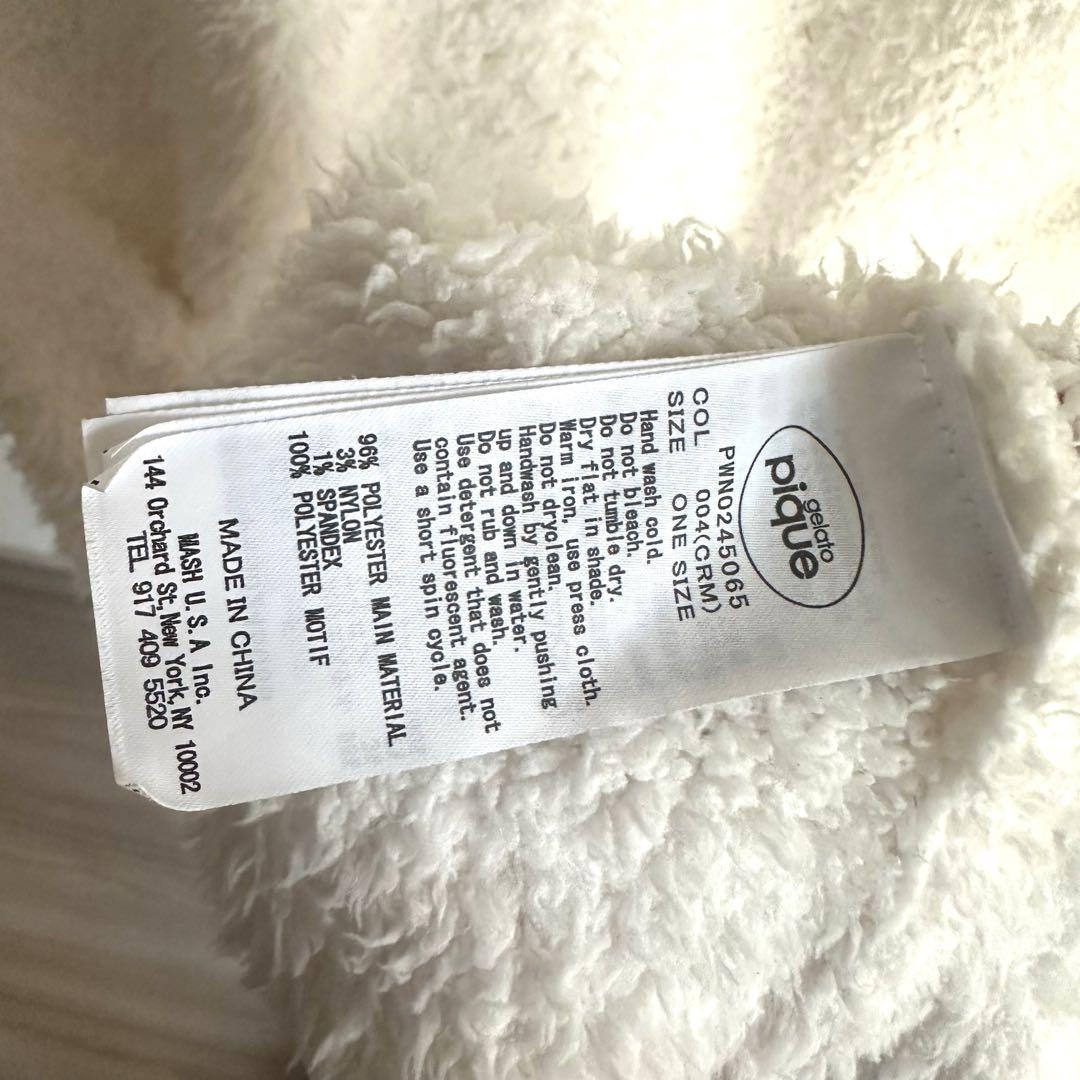 gelato
pique
PWNO245065
COL 004(CRM)
SIZE ONE SIZE
Hand wash cold.
Do not bleach.
Do not tumble dry.
Dry flat in shade.
Warm iron, use press cloth.
Do not dryclean.
Handwash by gently pushing
up and down in water.
Do not rub and wash.
Use detergent that does not
contain fluorescent agent.
Use a short spin cycle.
96% POLYESTER MAIN MATERIAL
3% NYLON
1% SPANDEX
100% POLYESTER MOTIF
MADE IN CHINA
MASH U.S.A Inc.
144 Orchard St, New York, NY 10002
TEL 917 409 5520